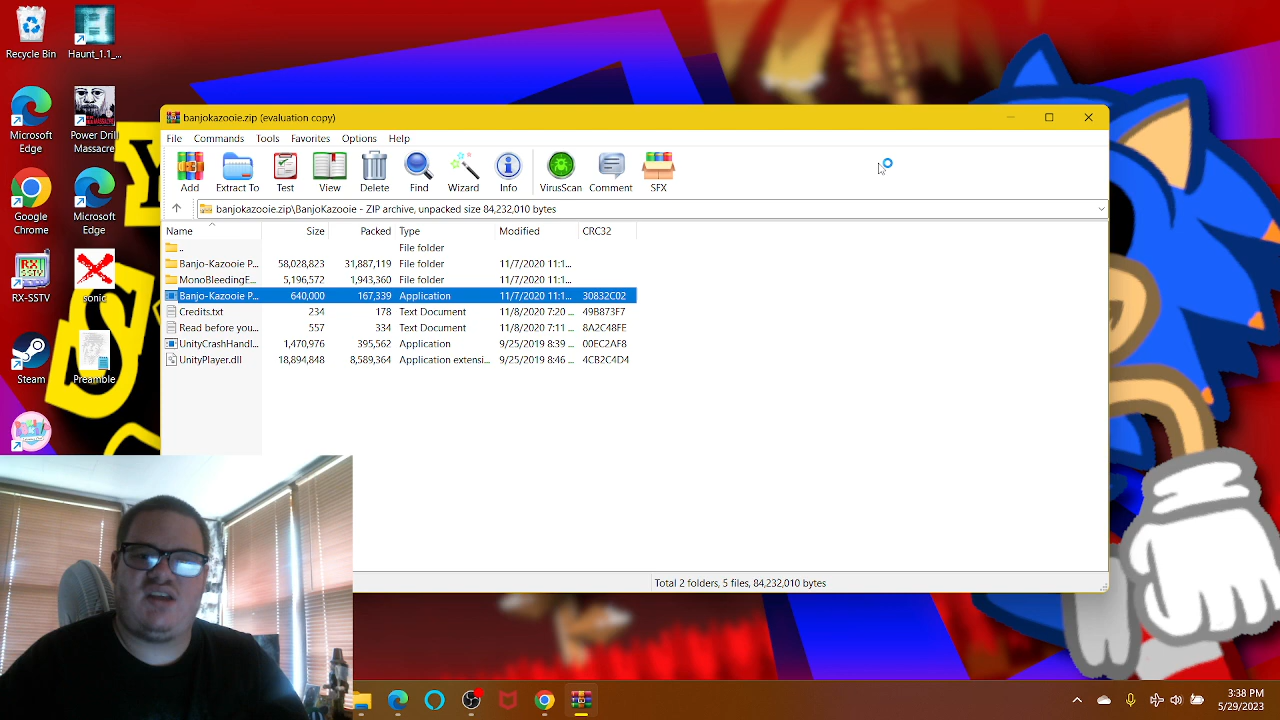 Recycle Bin
Haunt_1.1_...
Microsoft
Edge
Power Drill
Massacre
Google
Chrome
Microsoft
Edge
RX-SSTV
sonic
Steam
Preamble
banjokazooie.zip (evaluation copy)
File Commands Tools Favorites Options Help
Add Extract To Test View Delete Find Wizard Info VirusScan Comment SFX
banjokazooie.zip\BanjoKazooie - ZIP archive, unpacked size 84,232,010 bytes
Name Size Packed Type Modified CRC32
.. File folder
Banjo-Kazooie P... 58,028,823 31,887,119 File folder 11/7/2020 11:1...
MonoBleedingE... 5,196,572 1,943,360 File folder 11/7/2020 11:1...
Banjo-Kazooie P... 640,000 167,339 Application 11/7/2020 11:1... 30832C02
Credits.txt 234 178 Text Document 11/8/2020 7:20 ... 49B873F7
Read before you... 557 334 Text Document 11/8/2020 7:11 ... 8A2C48FE
UnityCrashHandl... 1,470,976 395,562 Application 9/25/2019 8:39 ... 00EC2AF8
UnityPlayer.dll 18,894,848 8,589,364 Application extensi... 9/25/2019 8:46 ... 4CB2C4D4
Total 2 folders, 5 files, 84,232,010 bytes
3:38 PM
5/29/2023